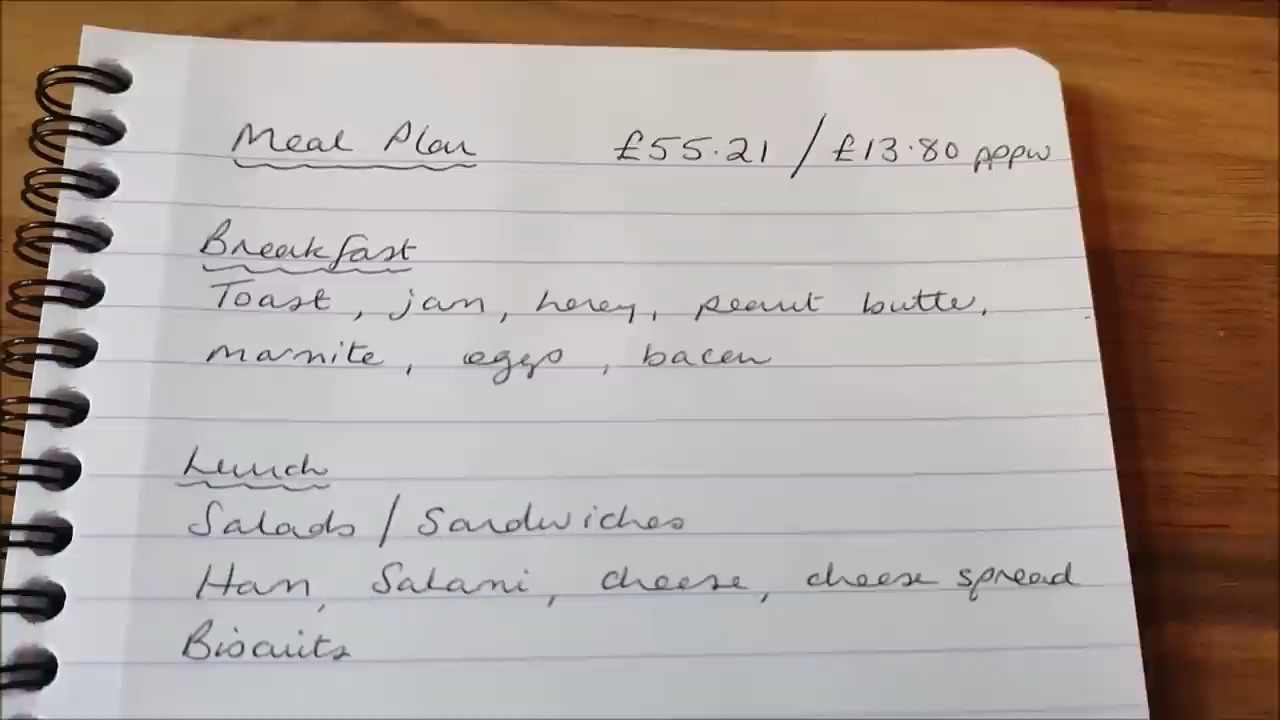 Meal Plan £55.21 / £13.80 pppw
Breakfast
Toast, jam, honey, peanut butter,
marmite, eggs, bacon
Lunch
Salads / Sandwiches
Ham, Salami, cheese, cheese spread
Biscuits